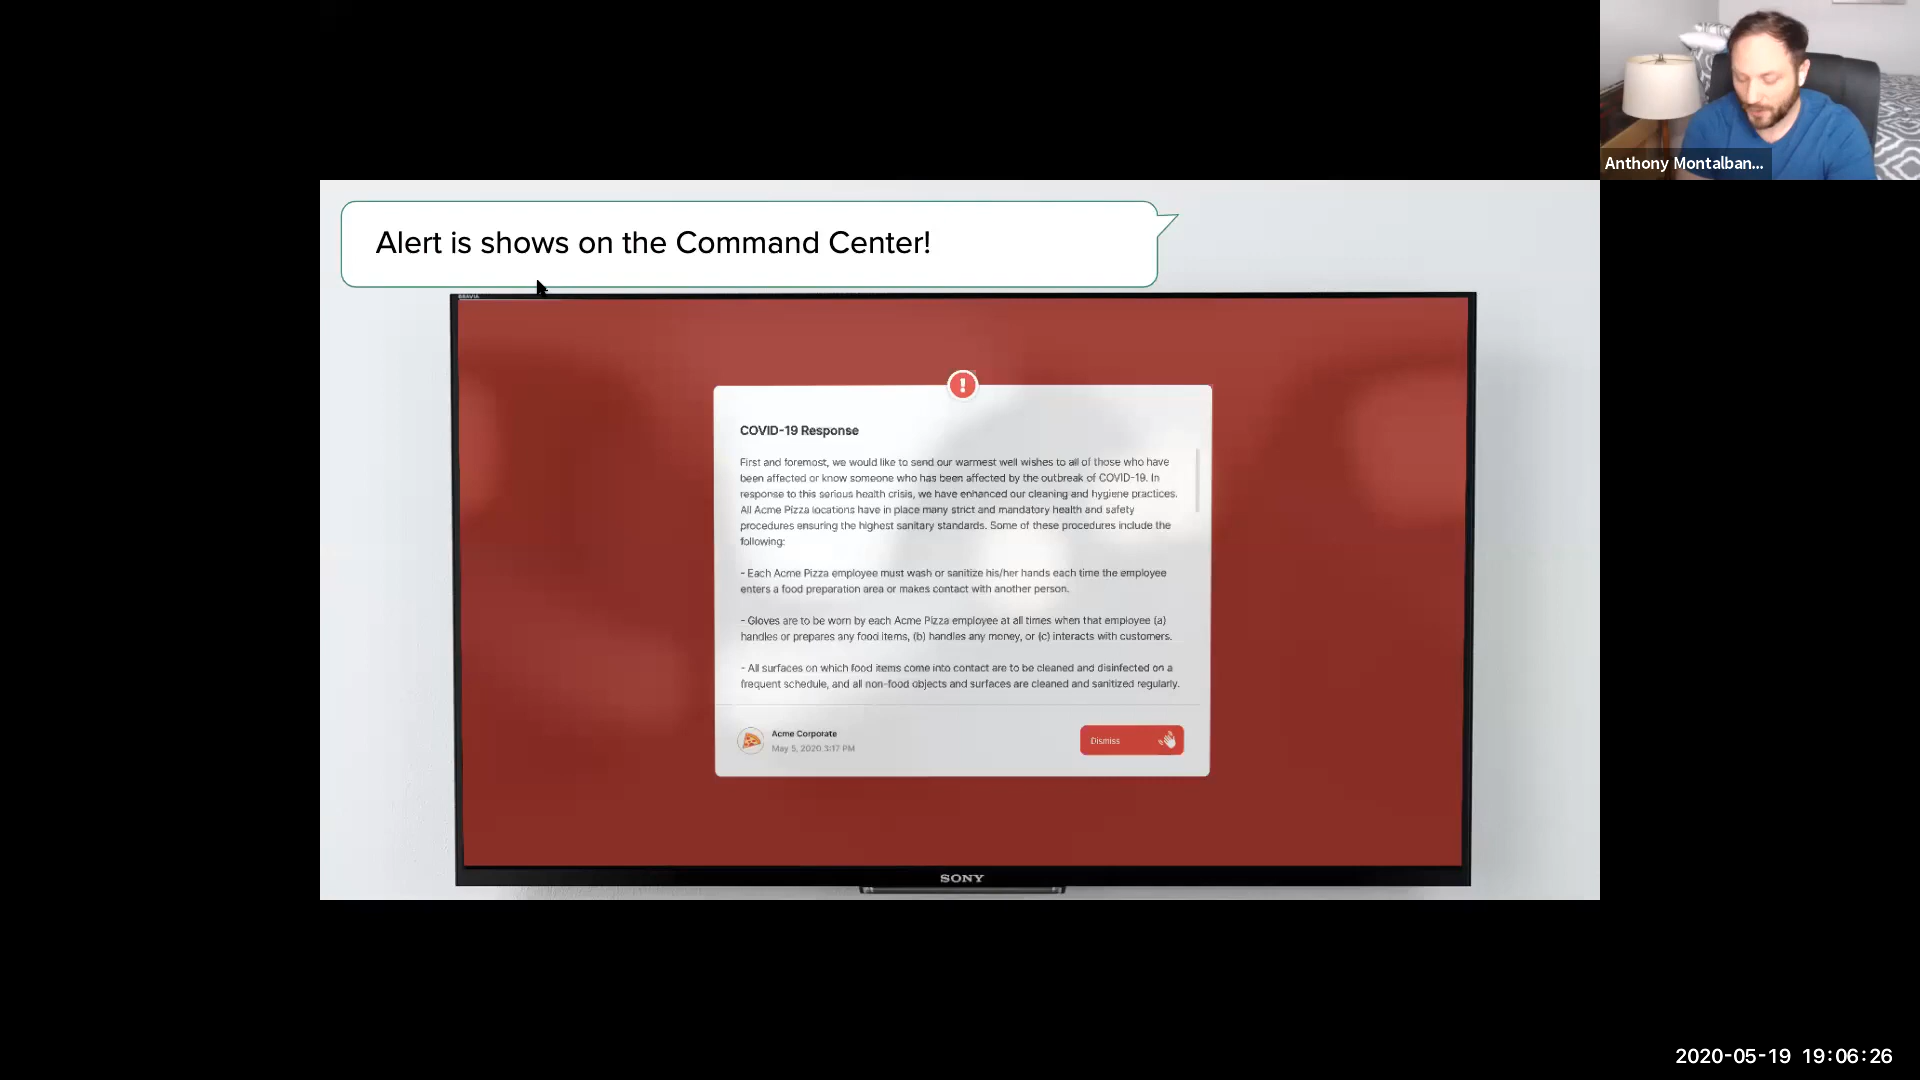 Anthony Montalban...
Alert is shows on the Command Center!
BRAVIA
COVID-19 Response
First and foremost, we would like to send our warmest well wishes to all of those who have
been affected or know someone who has been affected by the outbreak of COVID-19. In
response to this serious health crisis, we have enhanced our cleaning and hygiene practices.
All Acme Pizza locations have in place many strict and mandatory health and safety
procedures ensuring the highest sanitary standards. Some of these procedures include the
following:
- Each Acme Pizza employee must wash or sanitize his/her hands each time the employee
enters a food preparation area or makes contact with another person.
- Gloves are to be worn by each Acme Pizza employee at all times when that employee (a)
handles or prepares any food items, (b) handles any money, or (c) interacts with customers.
- All surfaces on which food items come into contact are to be cleaned and disinfected on a
frequent schedule, and all non-food objects and surfaces are cleaned and sanitized regularly.
Acme Corporate
May 5, 2020 3:17 PM
Dismiss
SONY
2020-05-19 19:06:26